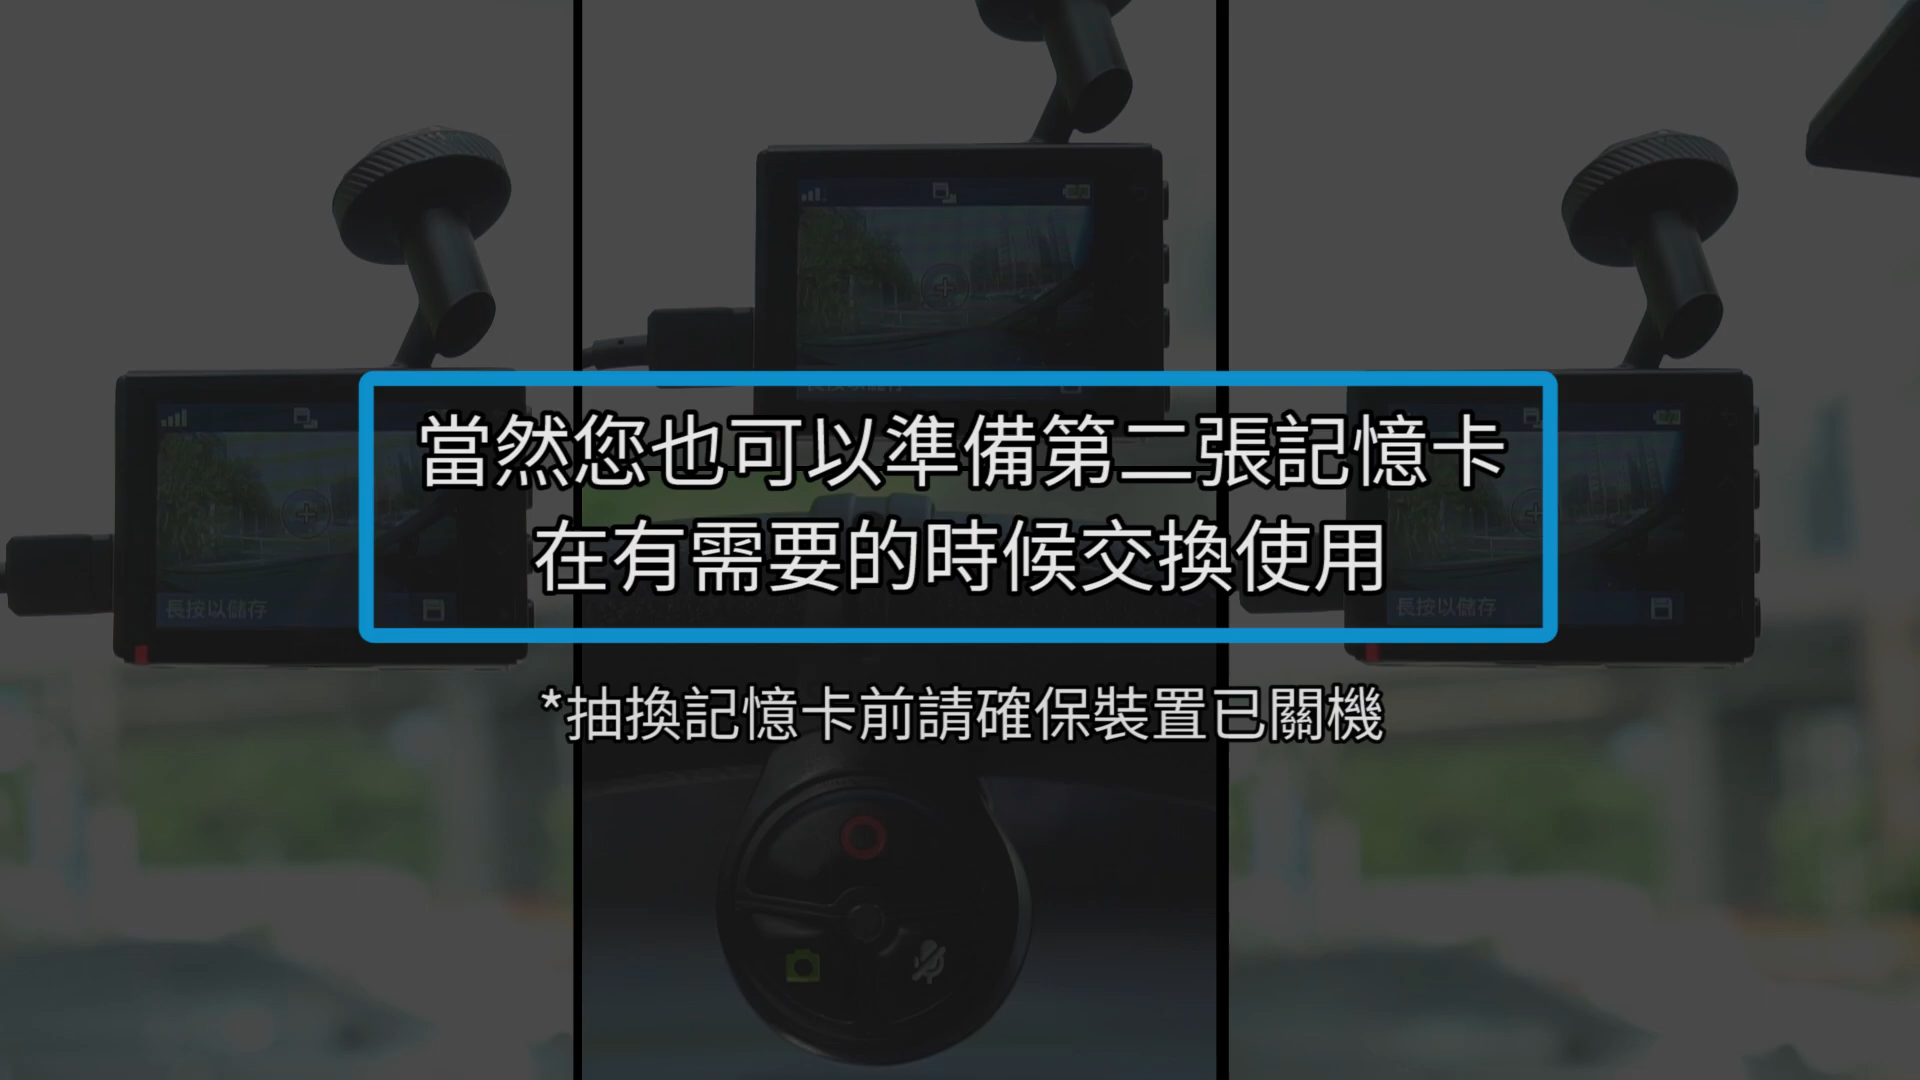 當然您也可以準備第二張記憶卡
在有需要的時候交換使用
長按以儲存
長按以儲存
*抽換記憶卡前請確保裝置已關機